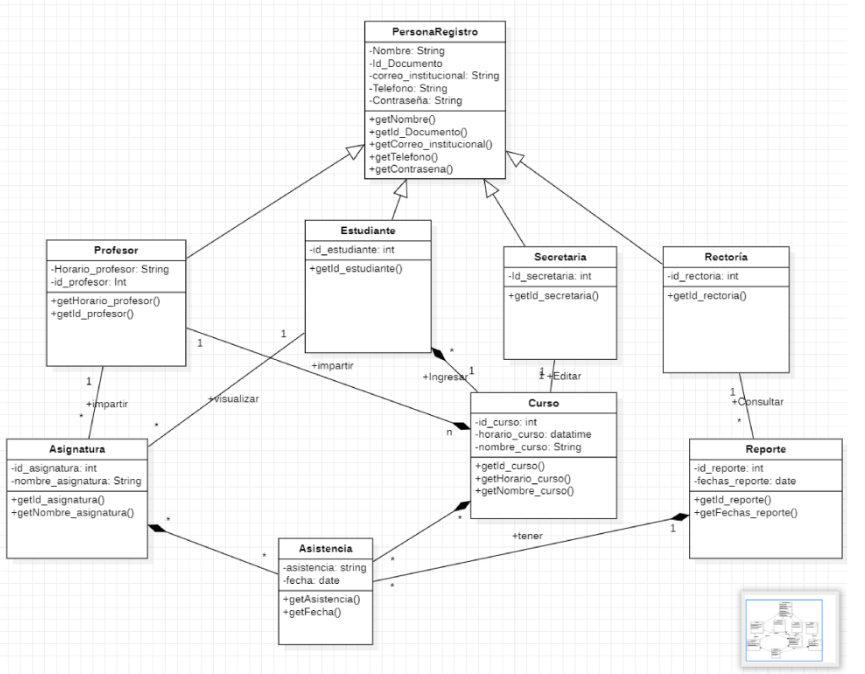 PersonaRegistro
-Nombre: String
-Id_Documento
-correo_institucional: String
-Telefono: String
-Contraseña: String
+getNombre()
+getId_Documento()
+getCorreo_institucional()
+getTelefono()
+getContrasena()
Profesor
-Horario_profesor: String
-id_profesor: Int
+getHorario_profesor()
+getId_profesor()
Estudiante
-id_estudiante: int
+getId_estudiante()
Secretaria
-Id_secretaria: int
+getId_secretaria()
Rectoría
-id_rectoria: int
+getId_rectoria()
1
+impartir
*
1
+visualizar
*
1
+impartir
n
*
+Ingresar
1
1
+Editar
1
1
+Consultar
*
Asignatura
-id_asignatura: int
-nombre_asignatura: String
+getId_asignatura()
+getNombre_asignatura()
Curso
-id_curso: int
-horario_curso: datatime
-nombre_curso: String
+getId_curso()
+getHorario_curso()
+getNombre_curso()
Reporte
-id_reporte: int
-fechas_reporte: date
+getId_reporte()
+getFechas_reporte()
*
*
*
*
+tener
1
*
Asistencia
-asistencia: string
-fecha: date
+getAsistencia()
+getFecha()